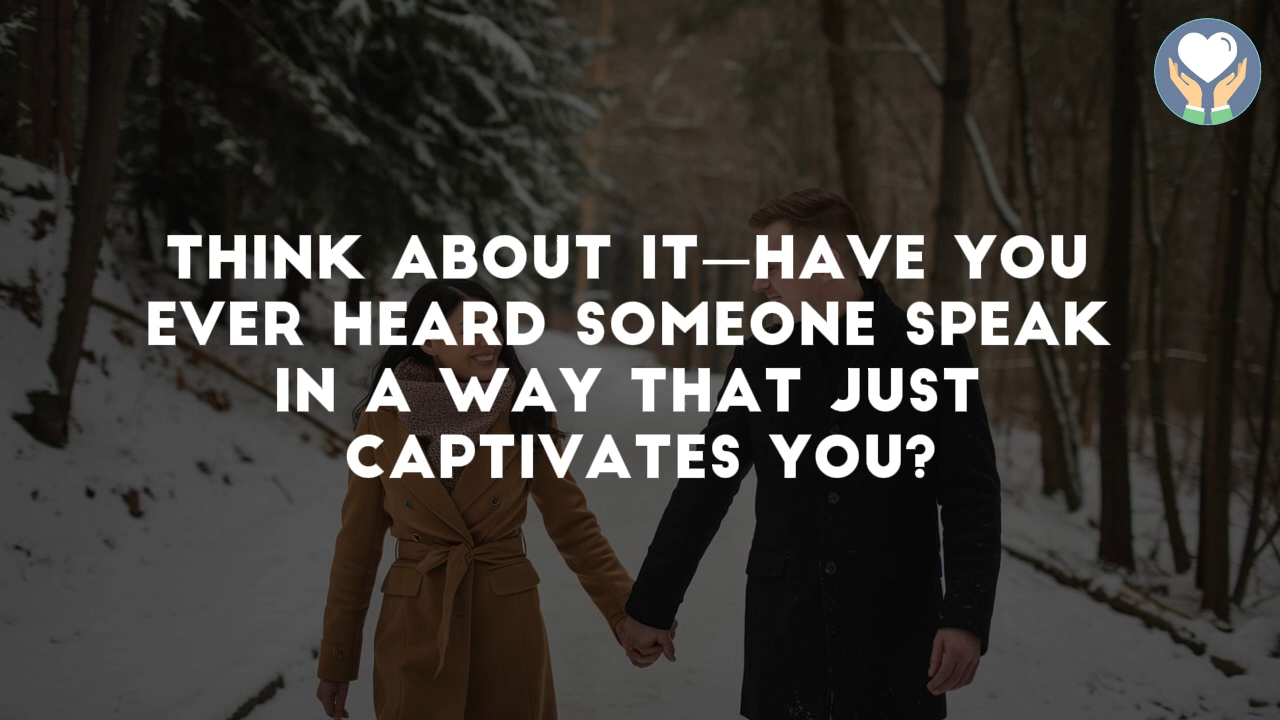 THINK ABOUT IT—HAVE YOU
EVER HEARD SOMEONE SPEAK
IN A WAY THAT JUST
CAPTIVATES YOU?